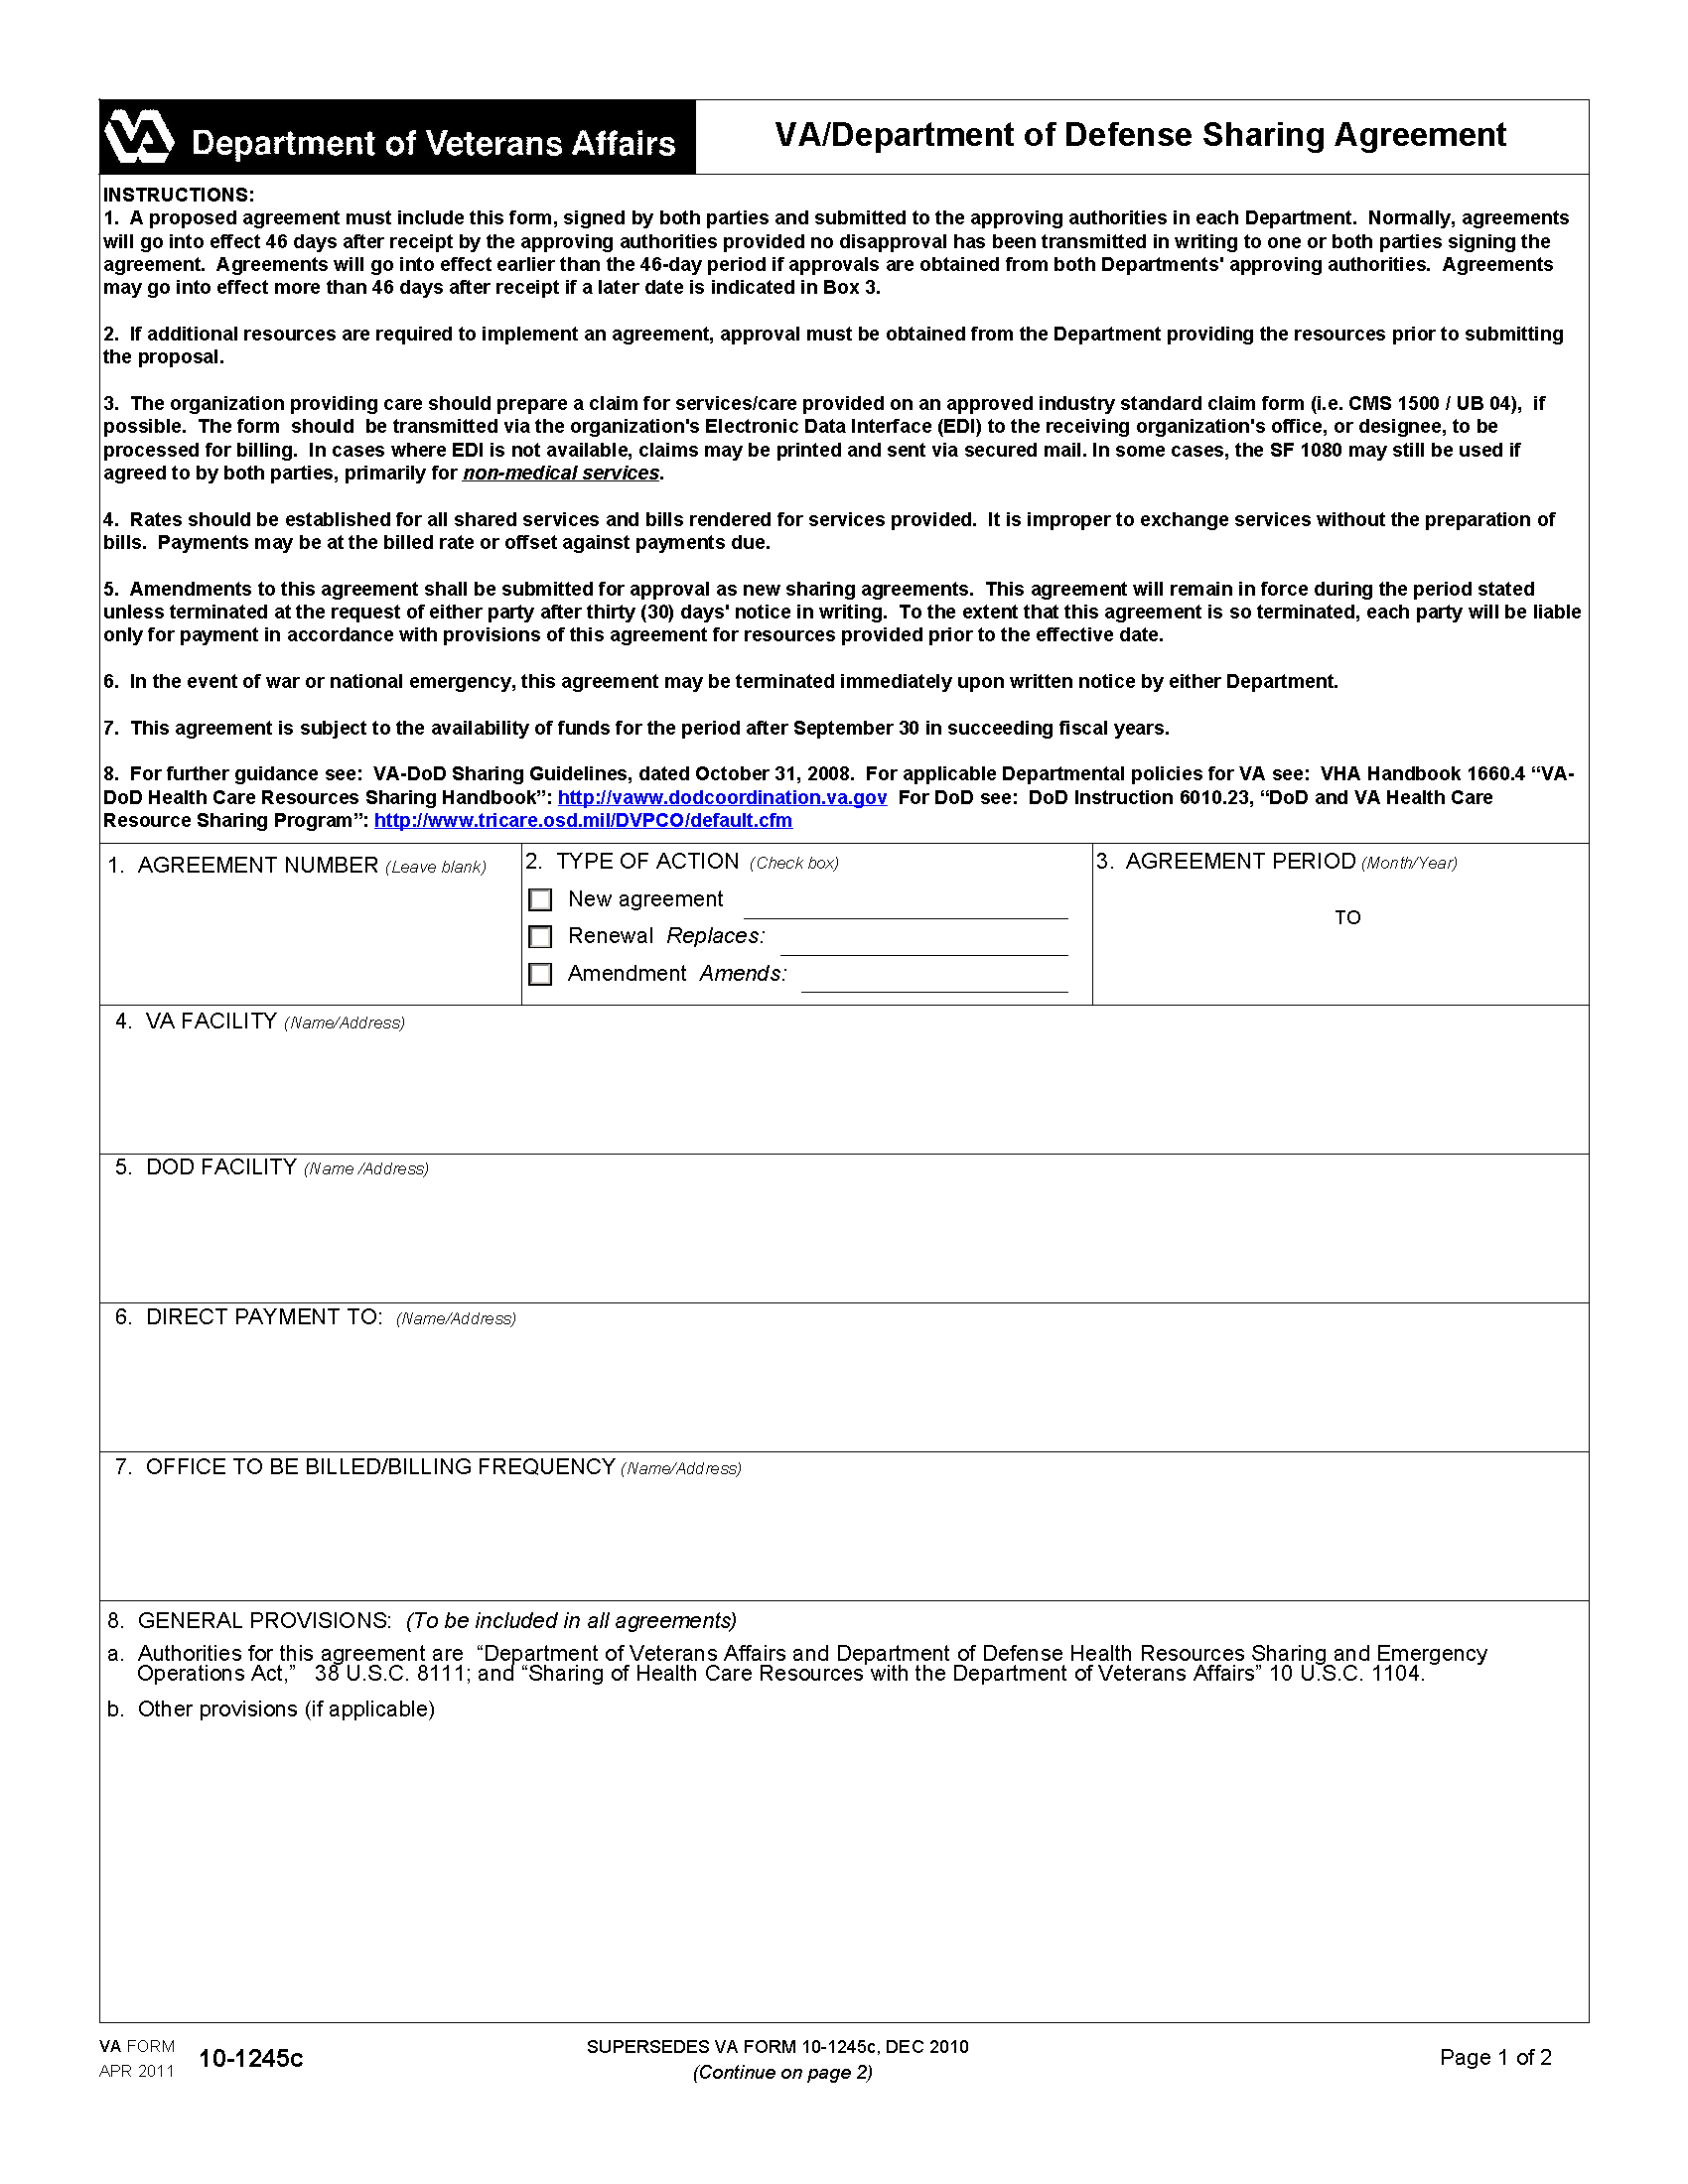 VA Department of Veterans Affairs
VA/Department of Defense Sharing Agreement
INSTRUCTIONS:
1.  A proposed agreement must include this form, signed by both parties and submitted to the approving authorities in each Department.  Normally, agreements
will go into effect 46 days after receipt by the approving authorities provided no disapproval has been transmitted in writing to one or both parties signing the
agreement.  Agreements will go into effect earlier than the 46-day period if approvals are obtained from both Departments' approving authorities.  Agreements
may go into effect more than 46 days after receipt if a later date is indicated in Box 3.
2.  If additional resources are required to implement an agreement, approval must be obtained from the Department providing the resources prior to submitting
the proposal.
3.  The organization providing care should prepare a claim for services/care provided on an approved industry standard claim form (i.e. CMS 1500 / UB 04),  if
possible.  The form  should  be transmitted via the organization's Electronic Data Interface (EDI) to the receiving organization's office, or designee, to be
processed for billing.  In cases where EDI is not available, claims may be printed and sent via secured mail. In some cases, the SF 1080 may still be used if
agreed to by both parties, primarily for non-medical services.
4.  Rates should be established for all shared services and bills rendered for services provided.  It is improper to exchange services without the preparation of
bills.  Payments may be at the billed rate or offset against payments due.
5.  Amendments to this agreement shall be submitted for approval as new sharing agreements.  This agreement will remain in force during the period stated
unless terminated at the request of either party after thirty (30) days' notice in writing.  To the extent that this agreement is so terminated, each party will be liable
only for payment in accordance with provisions of this agreement for resources provided prior to the effective date.
6.  In the event of war or national emergency, this agreement may be terminated immediately upon written notice by either Department.
7.  This agreement is subject to the availability of funds for the period after September 30 in succeeding fiscal years.
8.  For further guidance see:  VA-DoD Sharing Guidelines, dated October 31, 2008.  For applicable Departmental policies for VA see:  VHA Handbook 1660.4 “VA-
DoD Health Care Resources Sharing Handbook”: http://vaww.dodcoordination.va.gov  For DoD see:  DoD Instruction 6010.23, “DoD and VA Health Care
Resource Sharing Program”: http://www.tricare.osd.mil/DVPCO/default.cfm
1.  AGREEMENT NUMBER (Leave blank)
2.  TYPE OF ACTION  (Check box)
New agreement
Renewal  Replaces:
Amendment  Amends:
3.  AGREEMENT PERIOD (Month/Year)
TO
4.  VA FACILITY (Name/Address)
5.  DOD FACILITY (Name /Address)
6.  DIRECT PAYMENT TO:  (Name/Address)
7.  OFFICE TO BE BILLED/BILLING FREQUENCY (Name/Address)
8.  GENERAL PROVISIONS:  (To be included in all agreements)
a.  Authorities for this agreement are  “Department of Veterans Affairs and Department of Defense Health Resources Sharing and Emergency
Operations Act,”   38 U.S.C. 8111; and “Sharing of Health Care Resources with the Department of Veterans Affairs” 10 U.S.C. 1104.
b.  Other provisions (if applicable)
VA FORM
APR 2011
10-1245c
SUPERSEDES VA FORM 10-1245c, DEC 2010
(Continue on page 2)
Page 1 of 2